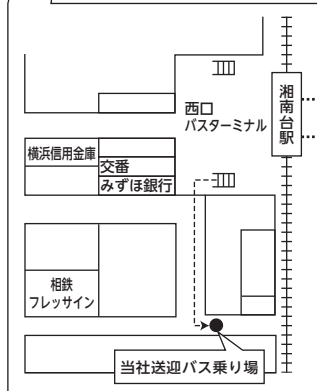 西口
バスターミナル
湘南台駅
横浜信用金庫
交番
みずほ銀行
相鉄
フレッサイン
当社送迎バス乗り場